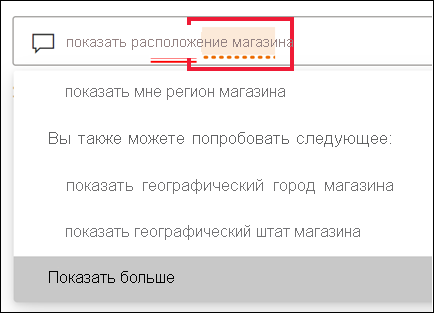 показать расположение магазина
показать мне регион магазина
Вы также можете попробовать следующее:
показать географический город магазина
показать географический штат магазина
Показать больше